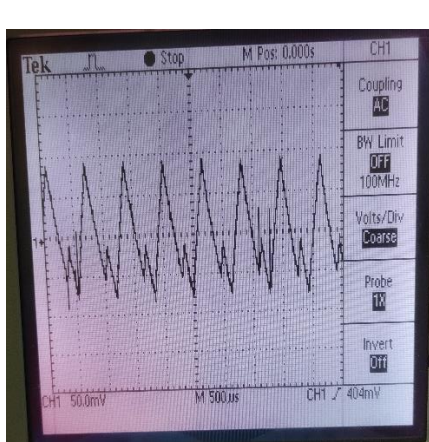 Tek Stop M Pos: 0.000s CH1
Coupling
AC
BW Limit
OFF
100MHz
Volts/Div
Coarse
Probe
1X
Invert
Off
1
CH1 50.0mV M 500us CH1 404mV